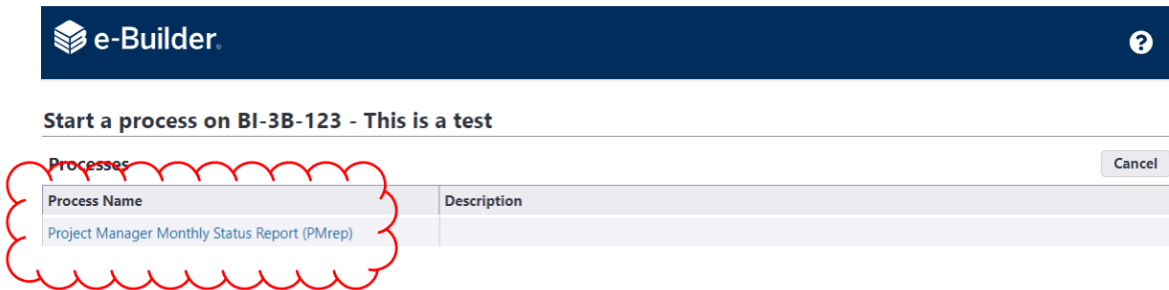 e-Builder.
?
Start a process on BI-3B-123 - This is a test
Processes
Cancel
Process Name Description
Project Manager Monthly Status Report (PMrep)